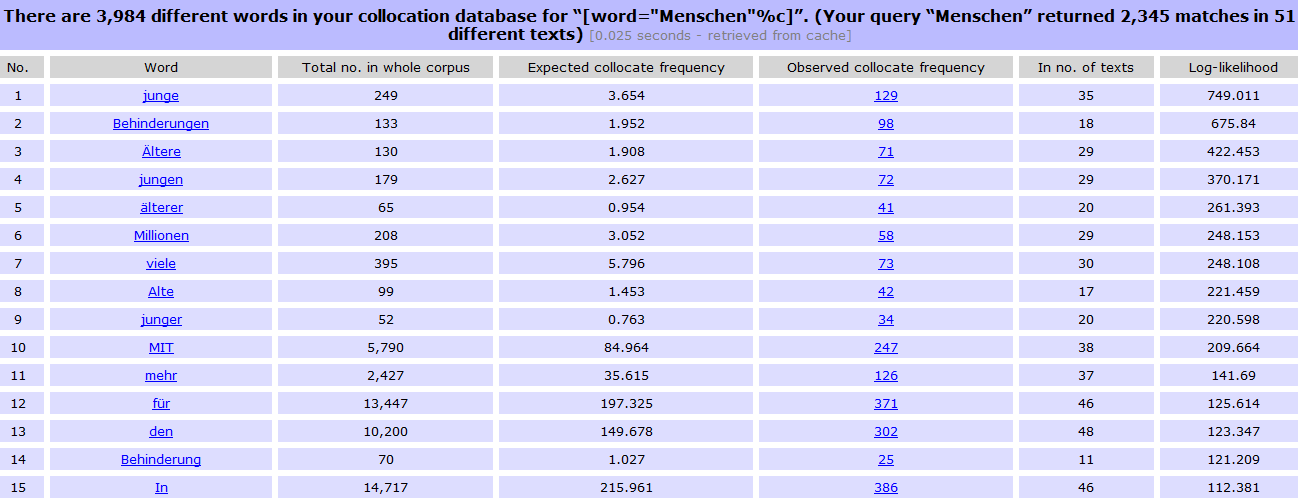 There are 3,984 different words in your collocation database for “[word="Menschen"%c]”. (Your query “Menschen” returned 2,345 matches in 51
different texts) [0.025 seconds - retrieved from cache]
No. Word Total no. in whole corpus Expected collocate frequency Observed collocate frequency In no. of texts Log-likelihood
1 junge 249 3.654 129 35 749.011
2 Behinderungen 133 1.952 98 18 675.84
3 Ältere 130 1.908 71 29 422.453
4 jungen 179 2.627 72 29 370.171
5 älterer 65 0.954 41 20 261.393
6 Millionen 208 3.052 58 29 248.153
7 viele 395 5.796 73 30 248.108
8 Alte 99 1.453 42 17 221.459
9 junger 52 0.763 34 20 220.598
10 MIT 5,790 84.964 247 38 209.664
11 mehr 2,427 35.615 126 37 141.69
12 für 13,447 197.325 371 46 125.614
13 den 10,200 149.678 302 48 123.347
14 Behinderung 70 1.027 25 11 121.209
15 In 14,717 215.961 386 46 112.381